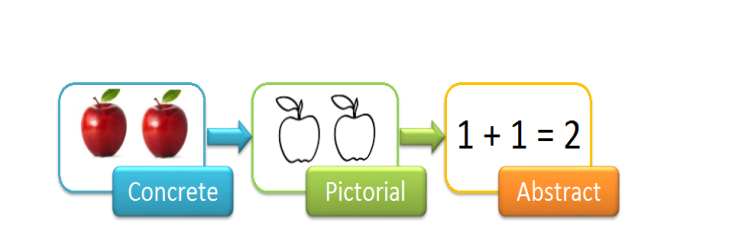 1 + 1 = 2
Concrete
Pictorial
Abstract